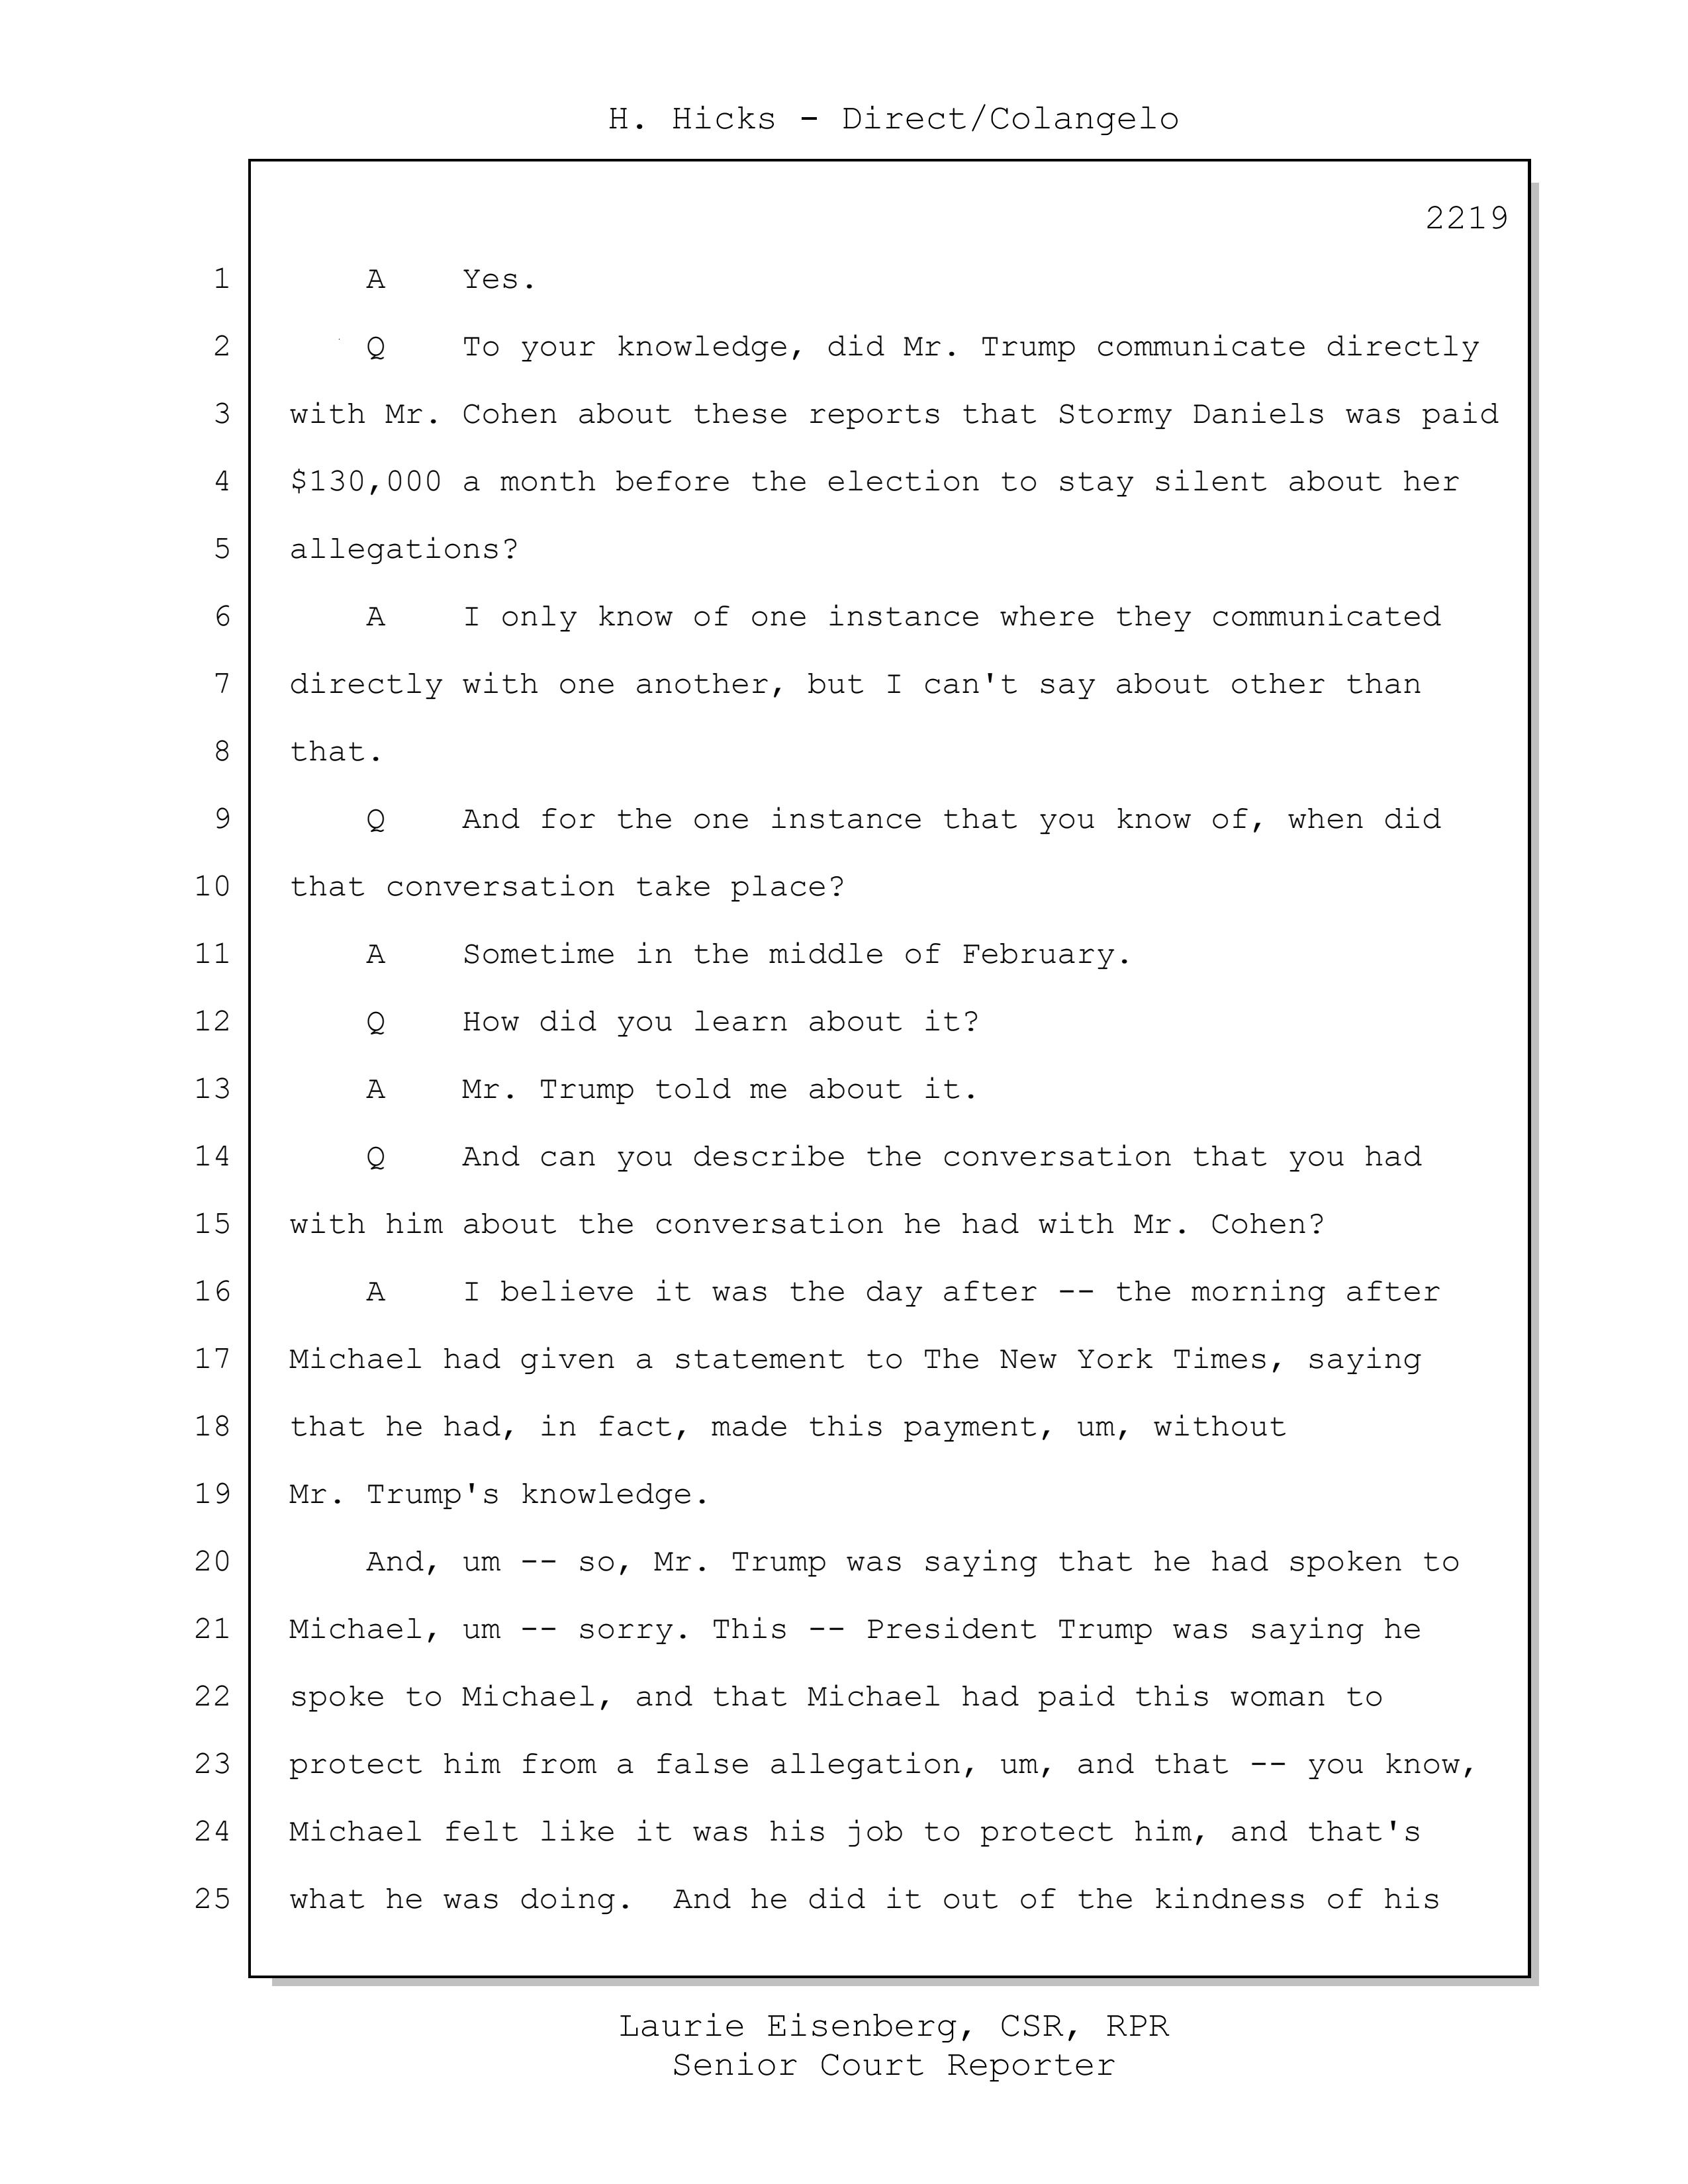 H. Hicks - Direct/Colangelo
2219
1 A Yes.
2 Q To your knowledge, did Mr. Trump communicate directly
3 with Mr. Cohen about these reports that Stormy Daniels was paid
4 $130,000 a month before the election to stay silent about her
5 allegations?
6 A I only know of one instance where they communicated
7 directly with one another, but I can't say about other than
8 that.
9 Q And for the one instance that you know of, when did
10 that conversation take place?
11 A Sometime in the middle of February.
12 Q How did you learn about it?
13 A Mr. Trump told me about it.
14 Q And can you describe the conversation that you had
15 with him about the conversation he had with Mr. Cohen?
16 A I believe it was the day after -- the morning after
17 Michael had given a statement to The New York Times, saying
18 that he had, in fact, made this payment, um, without
19 Mr. Trump's knowledge.
20 And, um -- so, Mr. Trump was saying that he had spoken to
21 Michael, um -- sorry. This -- President Trump was saying he
22 spoke to Michael, and that Michael had paid this woman to
23 protect him from a false allegation, um, and that -- you know,
24 Michael felt like it was his job to protect him, and that's
25 what he was doing.  And he did it out of the kindness of his
Laurie Eisenberg, CSR, RPR
Senior Court Reporter